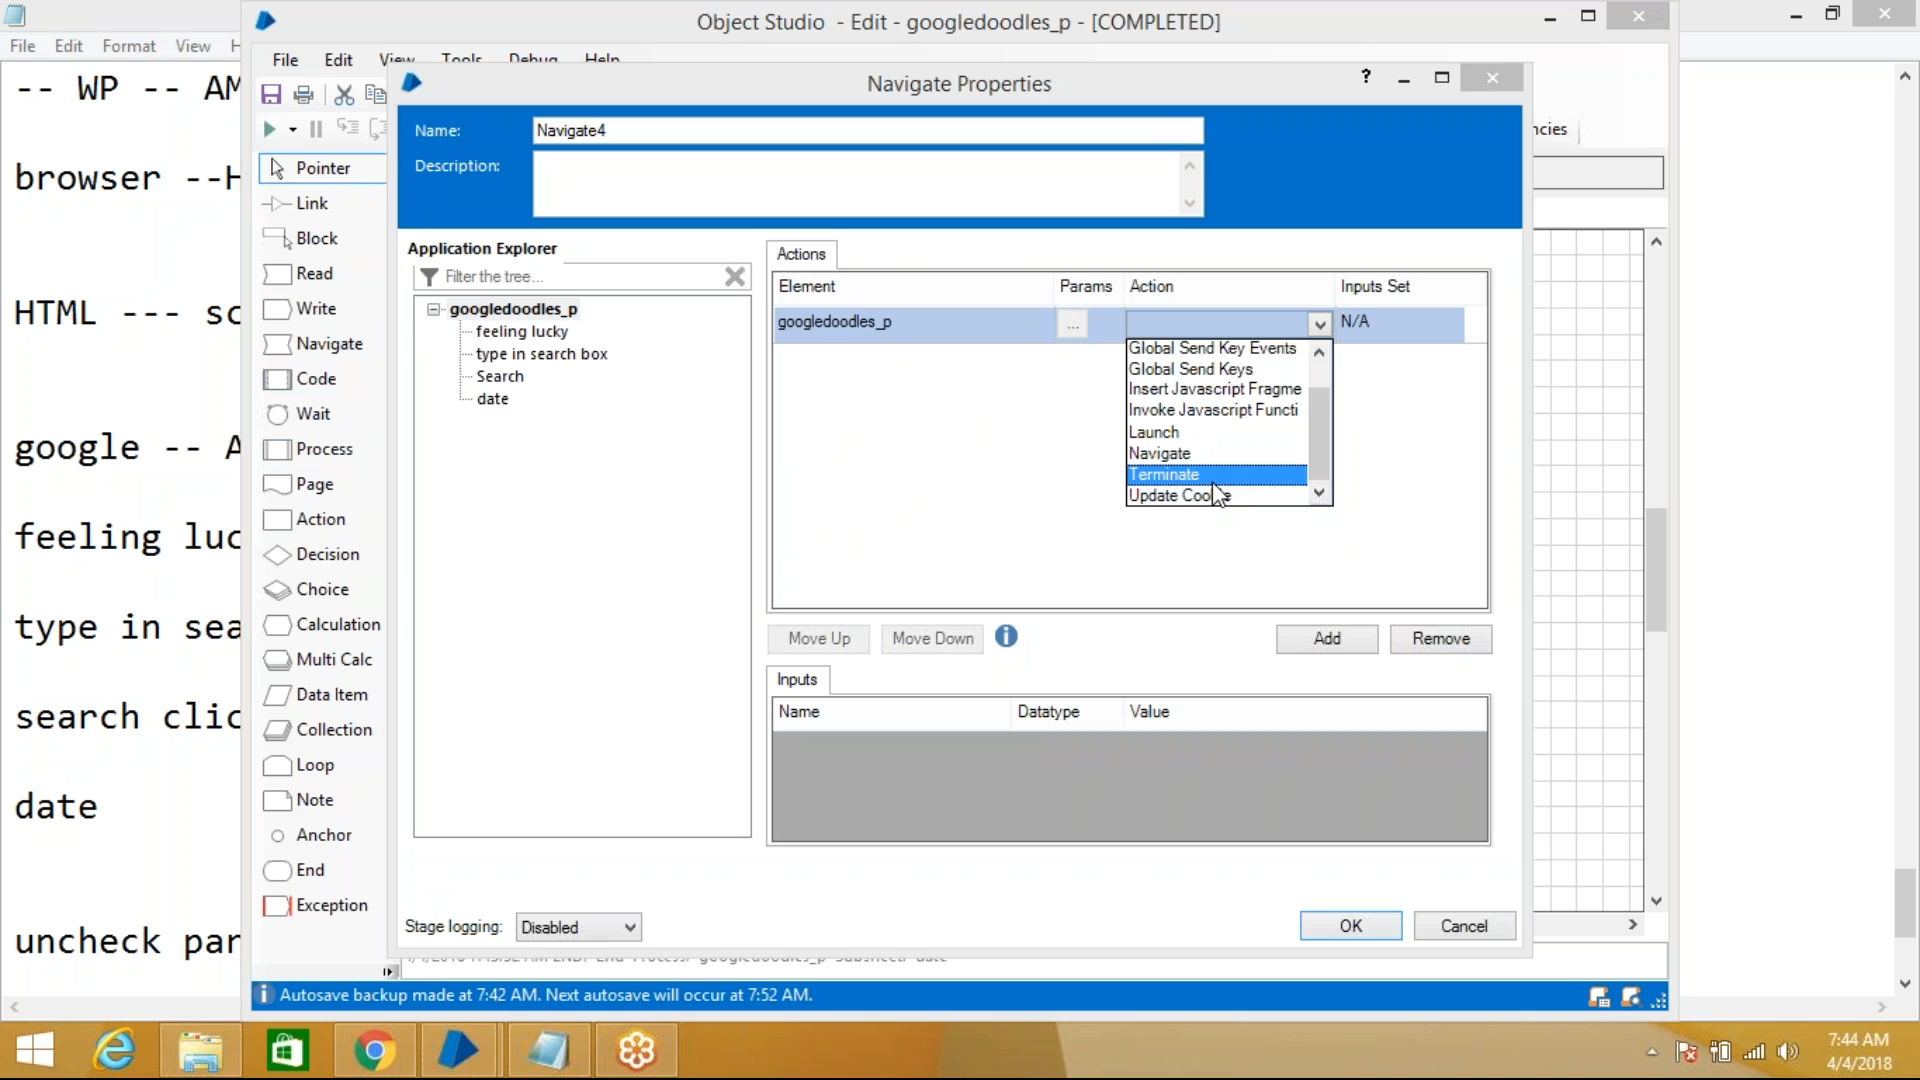 File Edit Format View H
-- WP -- AM
browser --H
HTML --- sc
google -- A
feeling luc
type in sea
search clic
date
uncheck par
Object Studio - Edit - googledoodles_p - [COMPLETED]
File Edit View Tools Debug Help
Pointer
Link
Block
Read
Write
Navigate
Code
Wait
Process
Page
Action
Decision
Choice
Calculation
Multi Calc
Data Item
Collection
Loop
Note
Anchor
End
Exception
ncies
Navigate Properties
?
Name: Navigate4
Description:
Application Explorer
Filter the tree...
googledoodles_p
feeling lucky
type in search box
Search
date
Actions
Element Params Action Inputs Set
googledoodles_p ... N/A
Global Send Key Events
Global Send Keys
Insert Javascript Fragme
Invoke Javascript Functi
Launch
Navigate
Terminate
Update Cookie
Move Up Move Down Add Remove
Inputs
Name Datatype Value
Stage logging: Disabled
OK Cancel
Autosave backup made at 7:42 AM. Next autosave will occur at 7:52 AM.
7:44 AM
4/4/2018